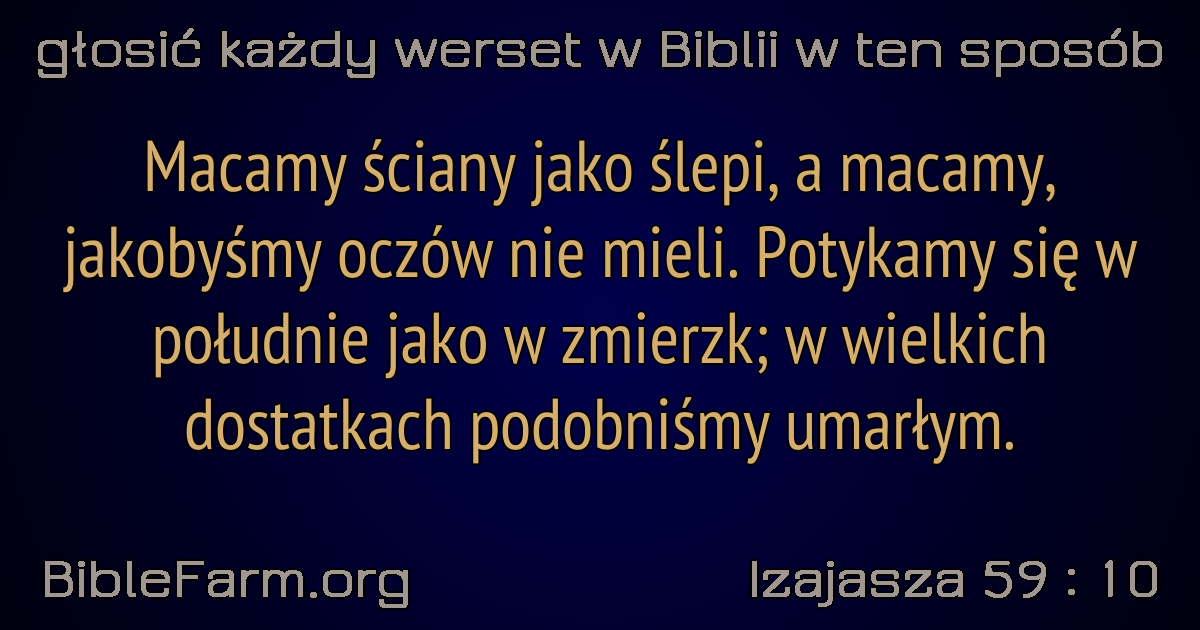 głosić każdy werset w Biblii w ten sposób
Macamy ściany jako ślepi, a macamy,
jakobyśmy oczów nie mieli. Potykamy się w
południe jako w zmierzk; w wielkich
dostatkach podobniśmy umarłym.
BibleFarm.org
Izajasza 59 : 10